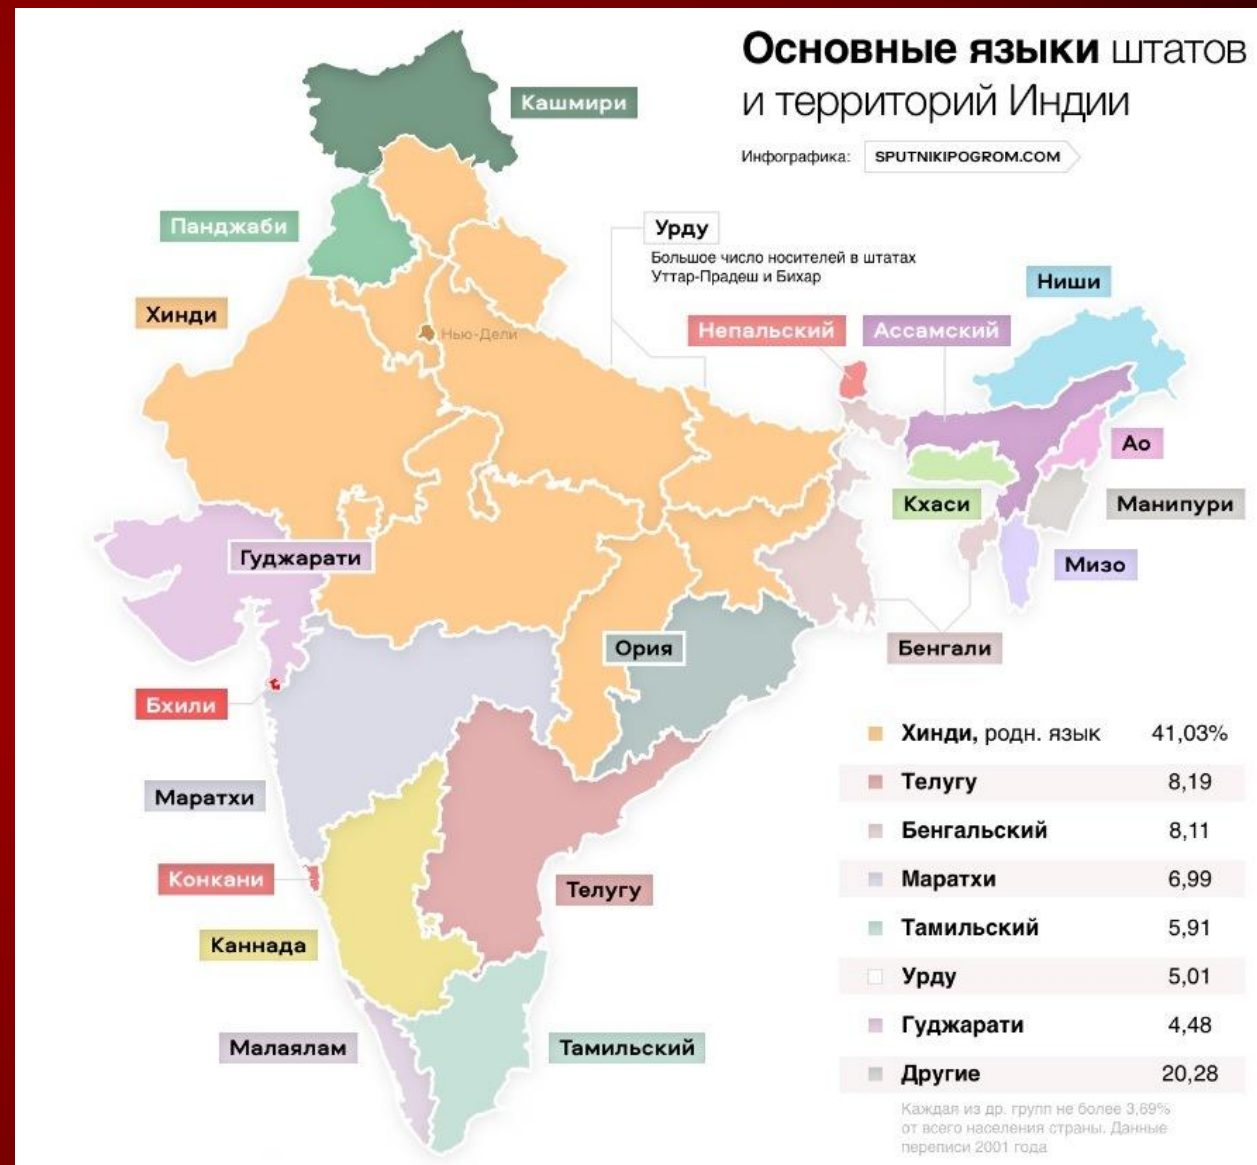 Основные языки штатов
и территорий Индии
Инфографика: SPUTNIKIPOGROM.COM
Кашмири
Панджаби
Урду
Большое число носителей в штатах
Уттар-Прадеш и Бихар
Ниши
Хинди
Нью-Дели
Непальский
Ассамский
Ао
Кхаси
Манипури
Гуджарати
Мизо
Ория
Бенгали
Бхили
Маратхи
Конкани
Телугу
Каннада
Малаялам
Тамильский
Хинди, родн. язык 41,03%
Телугу 8,19
Бенгальский 8,11
Маратхи 6,99
Тамильский 5,91
Урду 5,01
Гуджарати 4,48
Другие 20,28
Каждая из др. групп не более 3,69%
от всего населения страны. Данные
переписи 2001 года